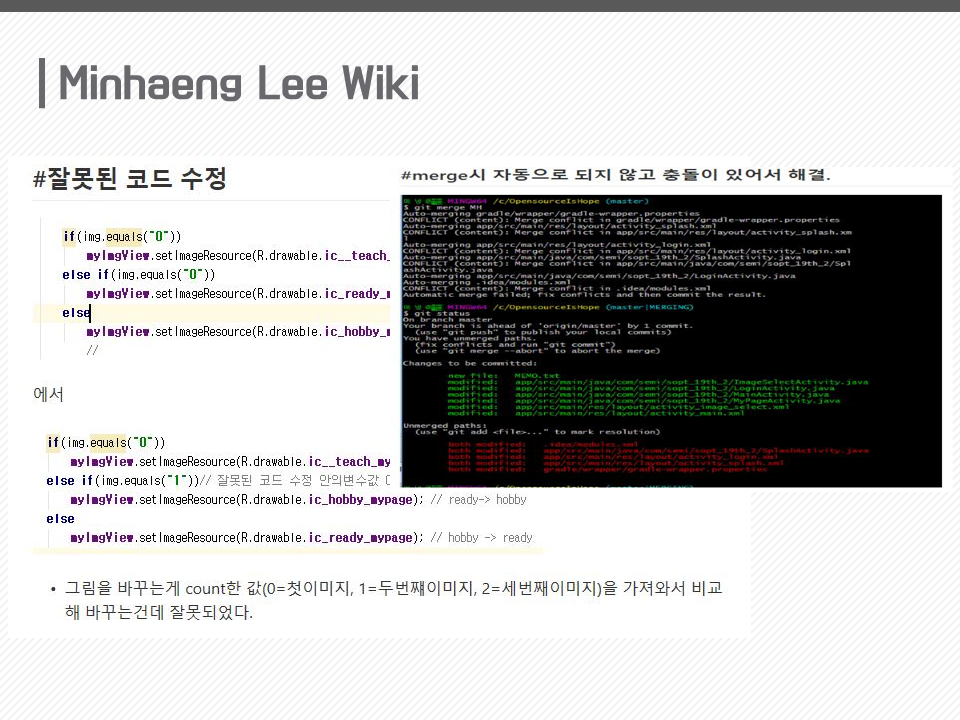 Minhaeng Lee Wiki
#잘못된 코드 수정
if(img.equals("0"))
myImgView.setImageResource(R.drawable.ic__teach_
else if(img.equals("0"))
myImgView.setImageResource(R.drawable.ic_ready_m
else
myImgView.setImageResource(R.drawable.ic_hobby_m
//
에서
if(img.equals("0"))
myImgView.setImageResource(R.drawable.ic__teach_my
else if(img.equals("1"))// 잘못된 코드 수정 안의변수값
myImgView.setImageResource(R.drawable.ic_hobby_mypage); // ready-> hobby
else
myImgView.setImageResource(R.drawable.ic_ready_mypage); // hobby -> ready
• 그림을 바꾸는게 count한 값(0=첫이미지, 1=두번째이미지, 2=세번째이미지)을 가져와서 비교
해 바꾸는건데 잘못되었다.
#merge시 자동으로 되지 않고 충돌이 있어서 해결.
MINGW64 /c/OpensourceIsHope (master)
$ git merge MH
Auto-merging gradle/wrapper/gradle-wrapper.properties
CONFLICT (content): Merge conflict in gradle/wrapper/gradle-wrapper.properties
Auto-merging app/src/main/res/layout/activity_splash.xml
CONFLICT (content): Merge conflict in app/src/main/res/layout/activity_splash.xm
l
Auto-merging app/src/main/res/layout/activity_login.xml
CONFLICT (content): Merge conflict in app/src/main/res/layout/activity_login.xml
Auto-merging app/src/main/java/com/semi/sopt_19th_2/SplashActivity.java
CONFLICT (content): Merge conflict in app/src/main/java/com/semi/sopt_19th_2/Spl
ashActivity.java
Auto-merging app/src/main/java/com/semi/sopt_19th_2/LoginActivity.java
Auto-merging .idea/modules.xml
CONFLICT (content): Merge conflict in .idea/modules.xml
Automatic merge failed; fix conflicts and then commit the result.
MINGW64 /c/OpensourceIsHope (master|MERGING)
$ git status
On branch master
Your branch is ahead of 'origin/master' by 1 commit.
(use "git push" to publish your local commits)
You have unmerged paths.
(fix conflicts and run "git commit")
(use "git merge --abort" to abort the merge)
Changes to be committed:
new file: MEMO.txt
modified: app/src/main/java/com/semi/sopt_19th_2/ImageSelectActivity.java
modified: app/src/main/java/com/semi/sopt_19th_2/LoginActivity.java
modified: app/src/main/java/com/semi/sopt_19th_2/MainActivity.java
modified: app/src/main/java/com/semi/sopt_19th_2/MyPageActivity.java
modified: app/src/main/res/layout/activity_image_select.xml
modified: app/src/main/res/layout/activity_main.xml
Unmerged paths:
(use "git add <file>..." to mark resolution)
both modified: .idea/modules.xml
both modified: app/src/main/java/com/semi/sopt_19th_2/SplashActivity.java
both modified: app/src/main/res/layout/activity_login.xml
both modified: app/src/main/res/layout/activity_splash.xml
both modified: gradle/wrapper/gradle-wrapper.properties